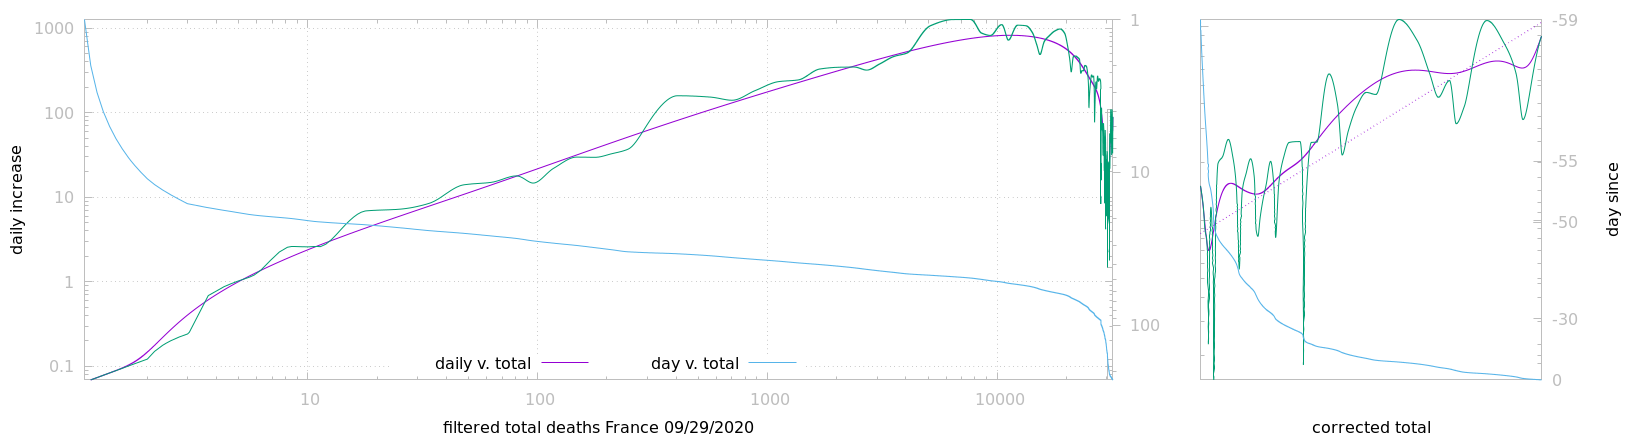 1000
100
10
1
0.1
daily increase
daily v. total
day v. total
10
100
1000
10000
filtered total deaths France 09/29/2020
1
10
100
-59
-55
-50
-30
0
day since
corrected total